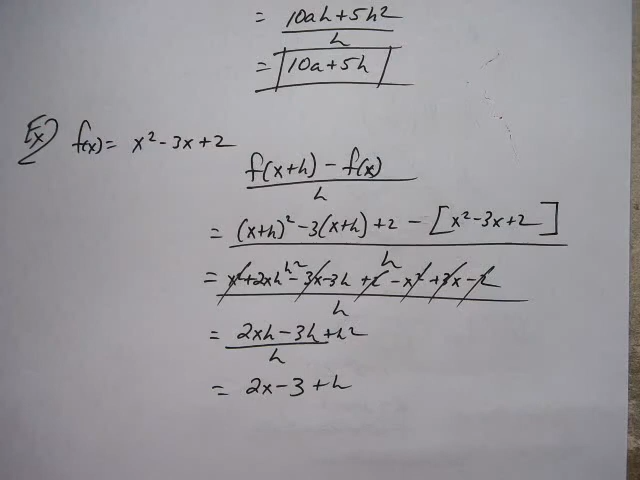 = 10ah+5h² / h
= 10a+5h
Ex) f(x) = x² - 3x + 2
f(x+h) - f(x) / h
= (x+h)² - 3(x+h) + 2 - [x² - 3x + 2] / h
= x² + 2xh h² - 3x - 3h + 2 - x² + 3x - 2 / h
= 2xh - 3h + h² / h
= 2x - 3 + h